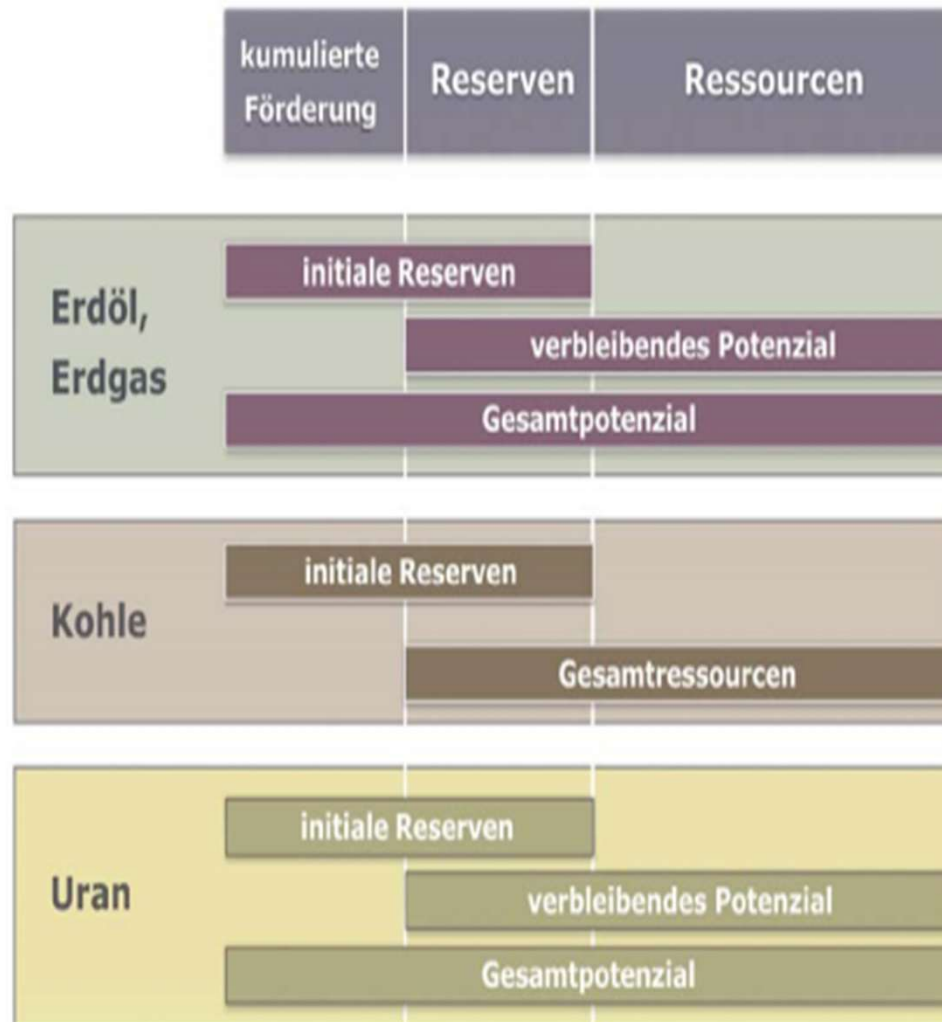 kumulierte
Förderung
Reserven
Ressourcen
Erdöl,
Erdgas
initiale Reserven
verbleibendes Potenzial
Gesamtpotenzial
Kohle
initiale Reserven
Gesamtressourcen
Uran
initiale Reserven
verbleibendes Potenzial
Gesamtpotenzial